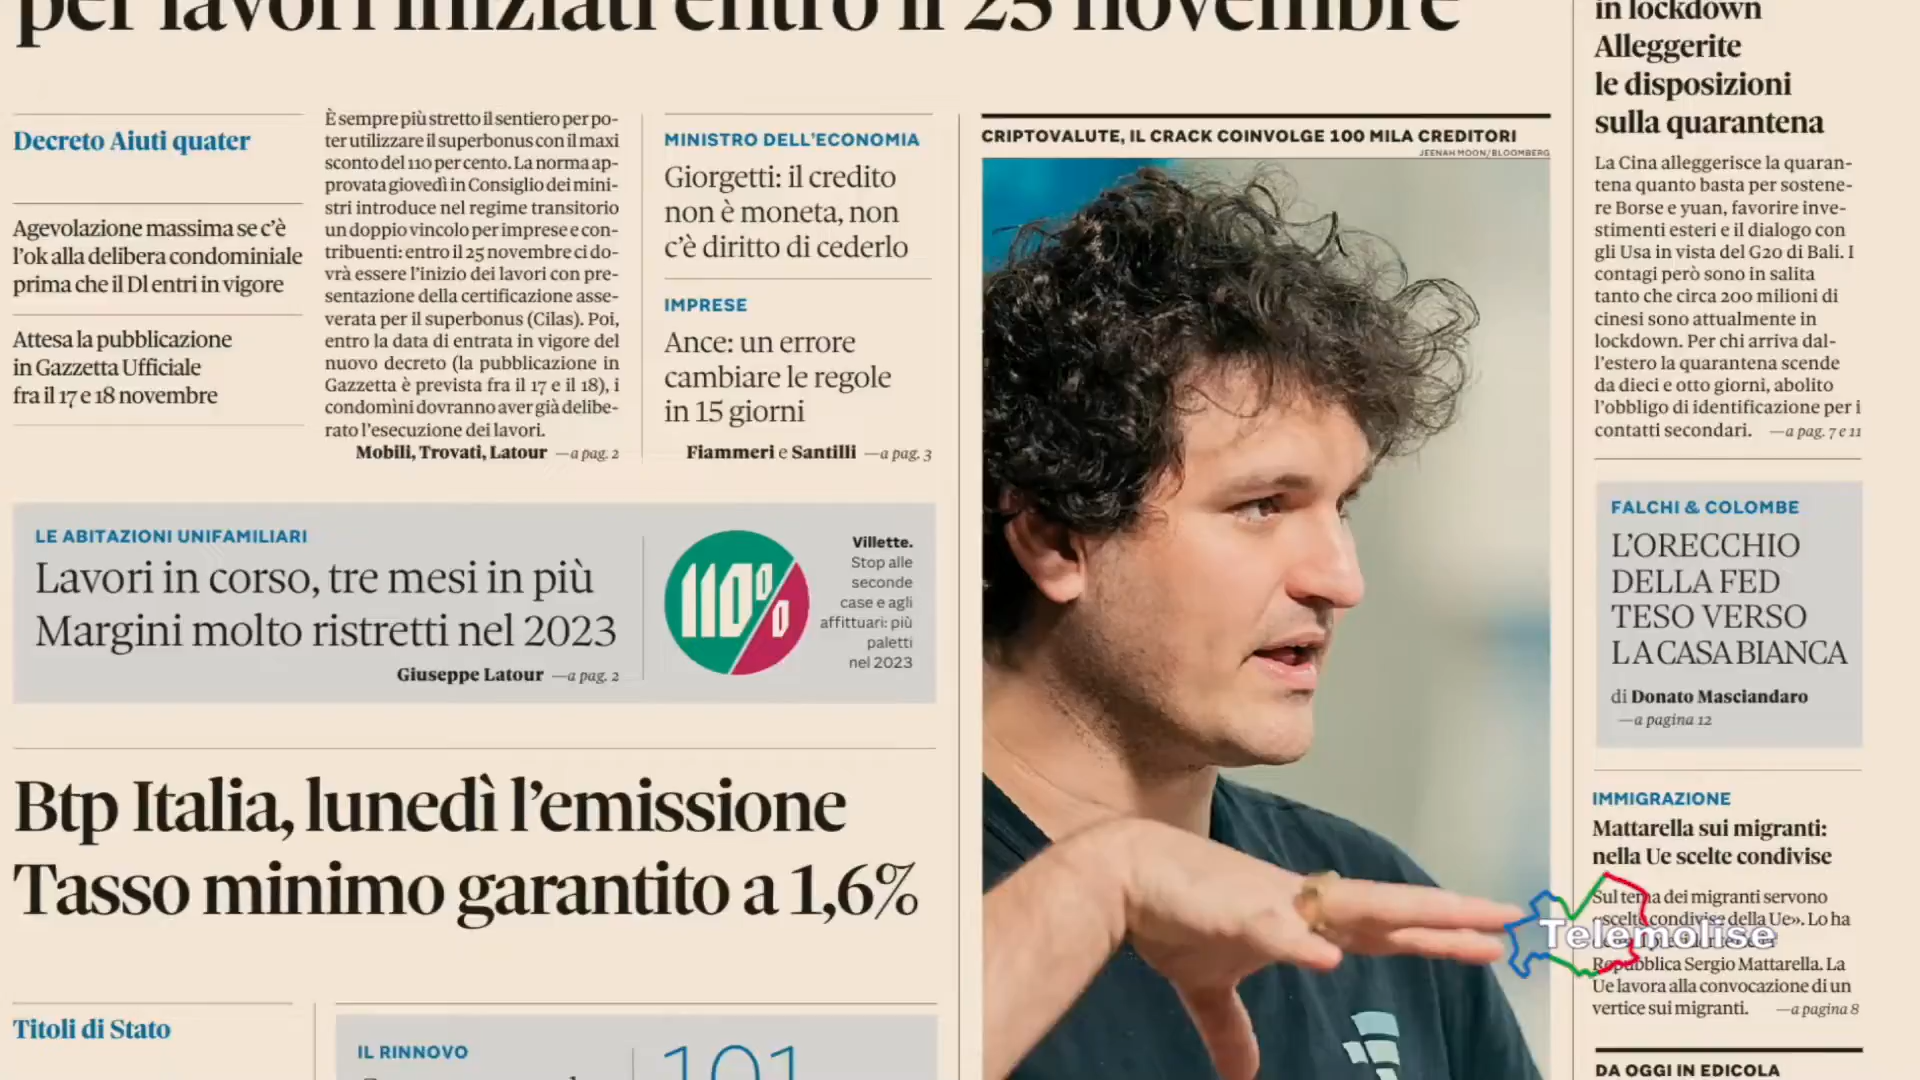 per lavori iniziati entro il 25 novembre
Decreto Aiuti quater
Agevolazione massima se c'è
l'ok alla delibera condominiale
prima che il Dl entri in vigore
Attesa la pubblicazione
in Gazzetta Ufficiale
fra il 17 e 18 novembre
È sempre più stretto il sentiero per po-
ter utilizzare il superbonus con il maxi
sconto del 110 per cento. La norma ap-
provata giovedì in Consiglio dei mini-
stri introduce nel regime transitorio
un doppio vincolo per imprese e con-
tribuenti: entro il 25 novembre ci do-
vrà essere l'inizio dei lavori con pre-
sentazione della certificazione asse-
verata per il superbonus (Cilas). Poi,
entro la data di entrata in vigore del
nuovo decreto (la pubblicazione in
Gazzetta è prevista fra il 17 e il 18), i
condomìni dovranno aver già delibe-
rato l'esecuzione dei lavori.
Mobili, Trovati, Latour —a pag. 2
MINISTRO DELL'ECONOMIA
Giorgetti: il credito
non è moneta, non
c'è diritto di cederlo
IMPRESE
Ance: un errore
cambiare le regole
in 15 giorni
Fiammeri e Santilli —a pag. 3
LE ABITAZIONI UNIFAMILIARI
Lavori in corso, tre mesi in più
Margini molto ristretti nel 2023
Giuseppe Latour —a pag. 2
110%
Villette.
Stop alle
seconde
case e agli
affittuari: più
paletti
nel 2023
Btp Italia, lunedì l'emissione
Tasso minimo garantito a 1,6%
Titoli di Stato
IL RINNOVO
101
CRIPTOVALUTE, IL CRACK COINVOLGE 100 MILA CREDITORI
JEENAH MOON/BLOOMBERG
in lockdown
Alleggerite
le disposizioni
sulla quarantena
La Cina alleggerisce la quaran-
tena quanto basta per sostene-
re Borse e yuan, favorire inve-
stimenti esteri e il dialogo con
gli Usa in vista del G20 di Bali. I
contagi però sono in salita
tanto che circa 200 milioni di
cinesi sono attualmente in
lockdown. Per chi arriva dal-
l'estero la quarantena scende
da dieci e otto giorni, abolito
l'obbligo di identificazione per i
contatti secondari. —a pag. 7 e 11
FALCHI & COLOMBE
L'ORECCHIO
DELLA FED
TESO VERSO
LA CASA BIANCA
di Donato Masciandaro
—a pagina 12
IMMIGRAZIONE
Mattarella sui migranti:
nella Ue scelte condivise
Sul tema dei migranti servono
«scelte condivise della Ue». Lo ha
Telemolise
Repubblica Sergio Mattarella. La
Ue lavora alla convocazione di un
vertice sui migranti. —a pagina 8
DA OGGI IN EDICOLA